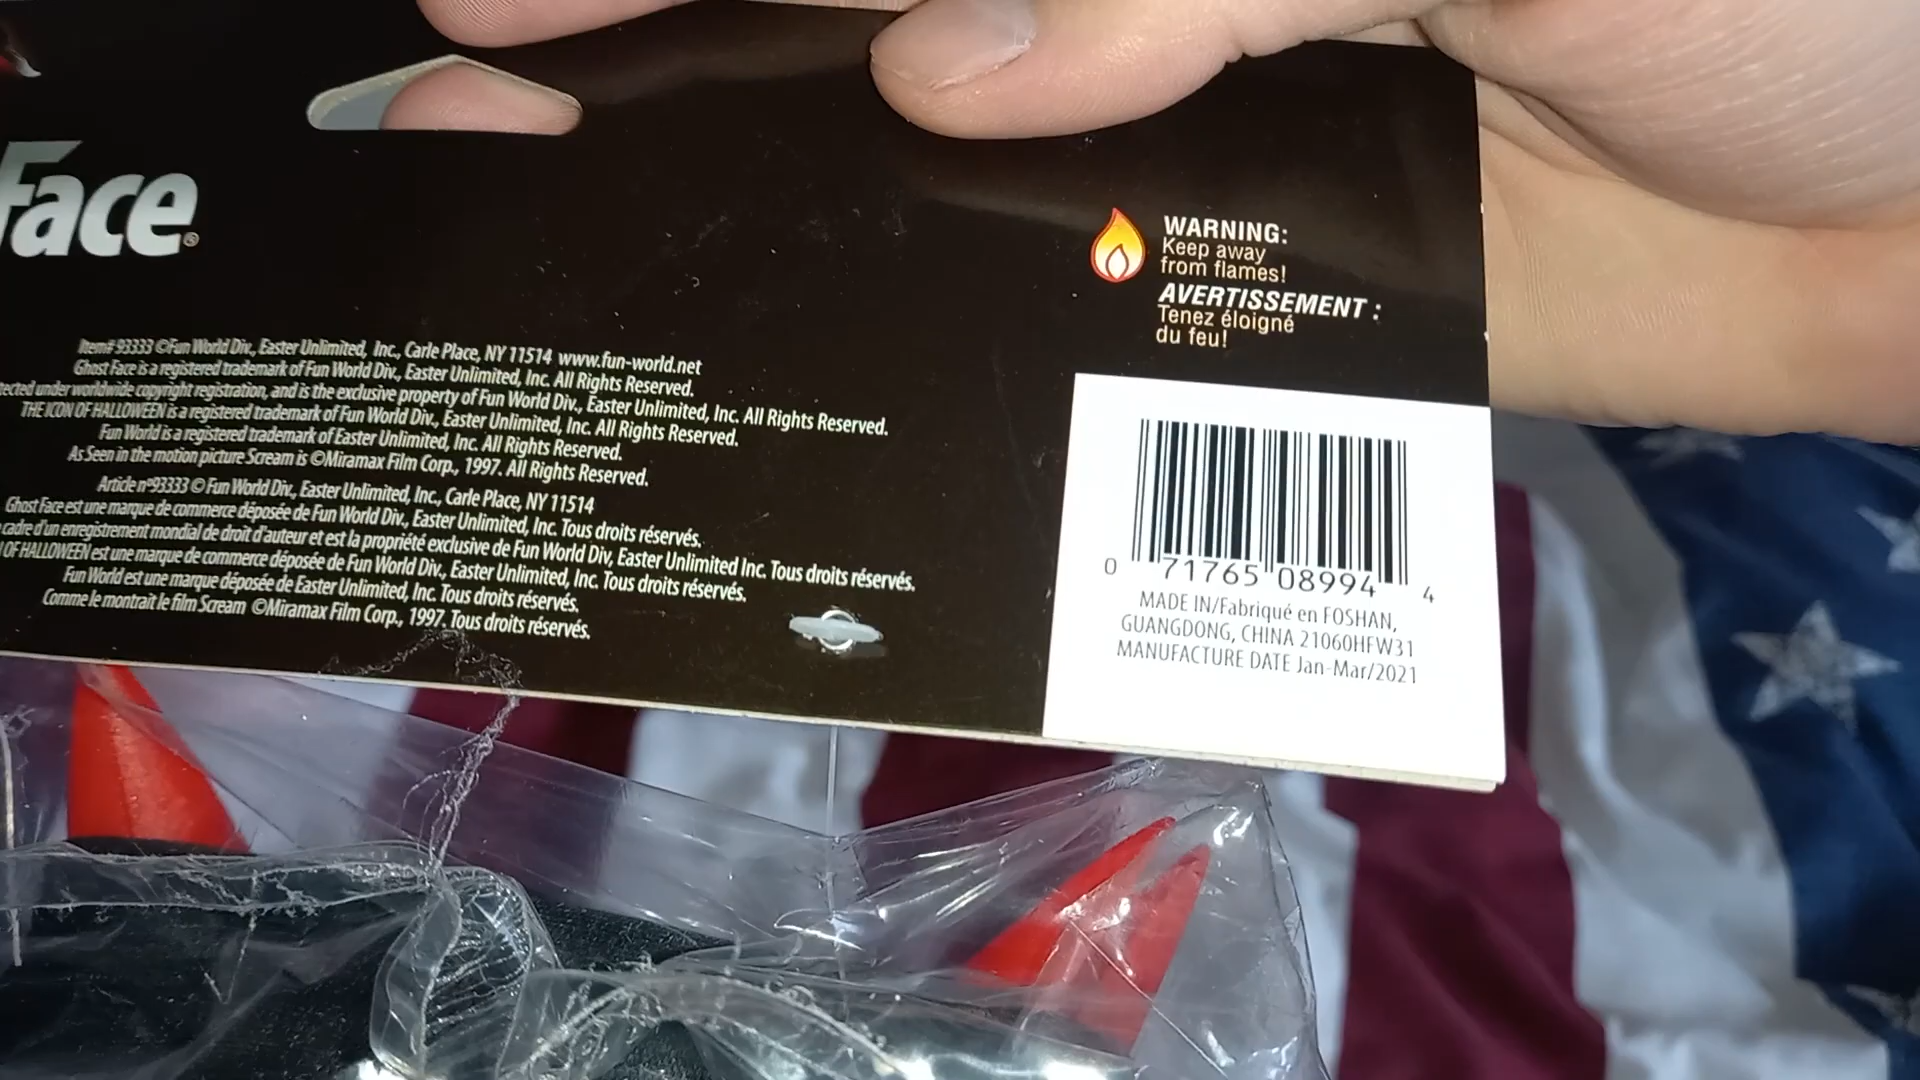 Face®
WARNING:
Keep away
from flames!
AVERTISSEMENT :
Tenez éloigné
du feu!
Item# 93333 ©Fun World Div., Easter Unlimited, Inc., Carle Place, NY 11514 www.fun-world.net
Ghost Face is a registered trademark of Fun World Div., Easter Unlimited, Inc. All Rights Reserved.
under worldwide copyright registration, and is the exclusive property of Fun World Div., Easter Unlimited, Inc. All Rights Reserved.
THE ICON OF HALLOWEEN is a registered trademark of Fun World Div., Easter Unlimited, Inc. All Rights Reserved.
Fun World is a registered trademark of Easter Unlimited, Inc. All Rights Reserved.
As Seen in the motion picture Scream is ©Miramax Film Corp., 1997. All Rights Reserved.
Article n°93333 © Fun World Div., Easter Unlimited, Inc., Carle Place, NY 11514
Ghost Face est une marque de commerce déposée de Fun World Div., Easter Unlimited, Inc. Tous droits réservés.
cadre d'un enregistrement mondial de droit d'auteur et est la propriété exclusive de Fun World Div, Easter Unlimited Inc. Tous droits réservés.
OF HALLOWEEN est une marque de commerce déposée de Fun World Div., Easter Unlimited, Inc. Tous droits réservés.
Fun World est une marque déposée de Easter Unlimited, Inc. Tous droits réservés.
Comme le montrait le film Scream ©Miramax Film Corp., 1997. Tous droits réservés.
0 71765 08994 4
MADE IN/Fabriqué en FOSHAN,
GUANGDONG, CHINA 21060HFW31
MANUFACTURE DATE Jan-Mar/2021